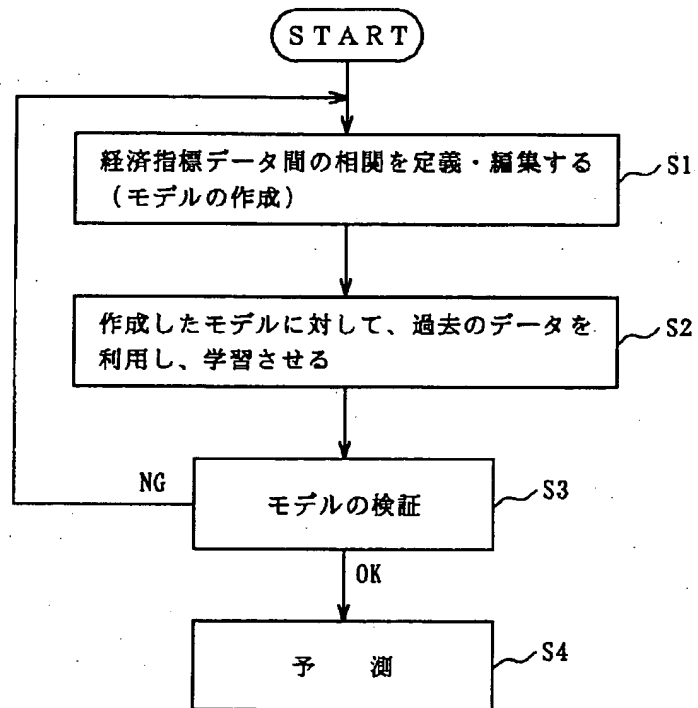 START
経済指標データ間の相関を定義・編集する
(モデルの作成)
S1
作成したモデルに対して、過去のデータを
利用し、学習させる
S2
NG
モデルの検証
S3
OK
予 測
S4